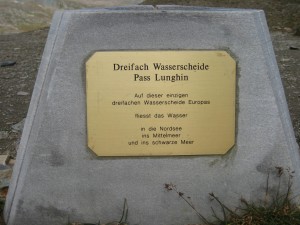 Dreifach Wasserscheide
Pass Lunghin
Auf dieser einzigen
dreifachen Wasserscheide Europas
fliesst das Wasser
in die Nordsee
ins Mittelmeer
und ins schwarze Meer